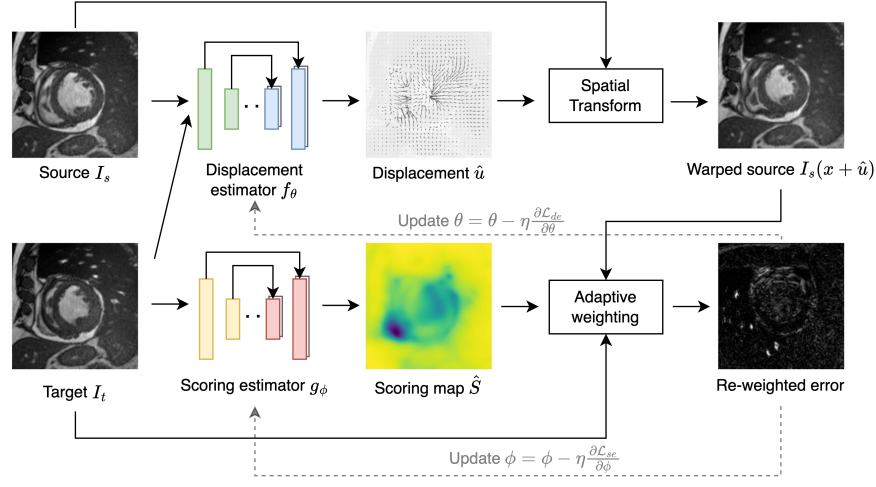 Spatial
Transform
Source $I_s$
Displacement
estimator $f_\theta$
Displacement $\hat{u}$
Warped source $I_s(x + \hat{u})$
Update $\theta = \theta - \eta \frac{\partial \mathcal{L}_{de}}{\partial \theta}$
Adaptive
weighting
Target $I_t$
Scoring estimator $g_\phi$
Scoring map $\hat{S}$
Re-weighted error
Update $\phi = \phi - \eta \frac{\partial \mathcal{L}_{se}}{\partial \phi}$